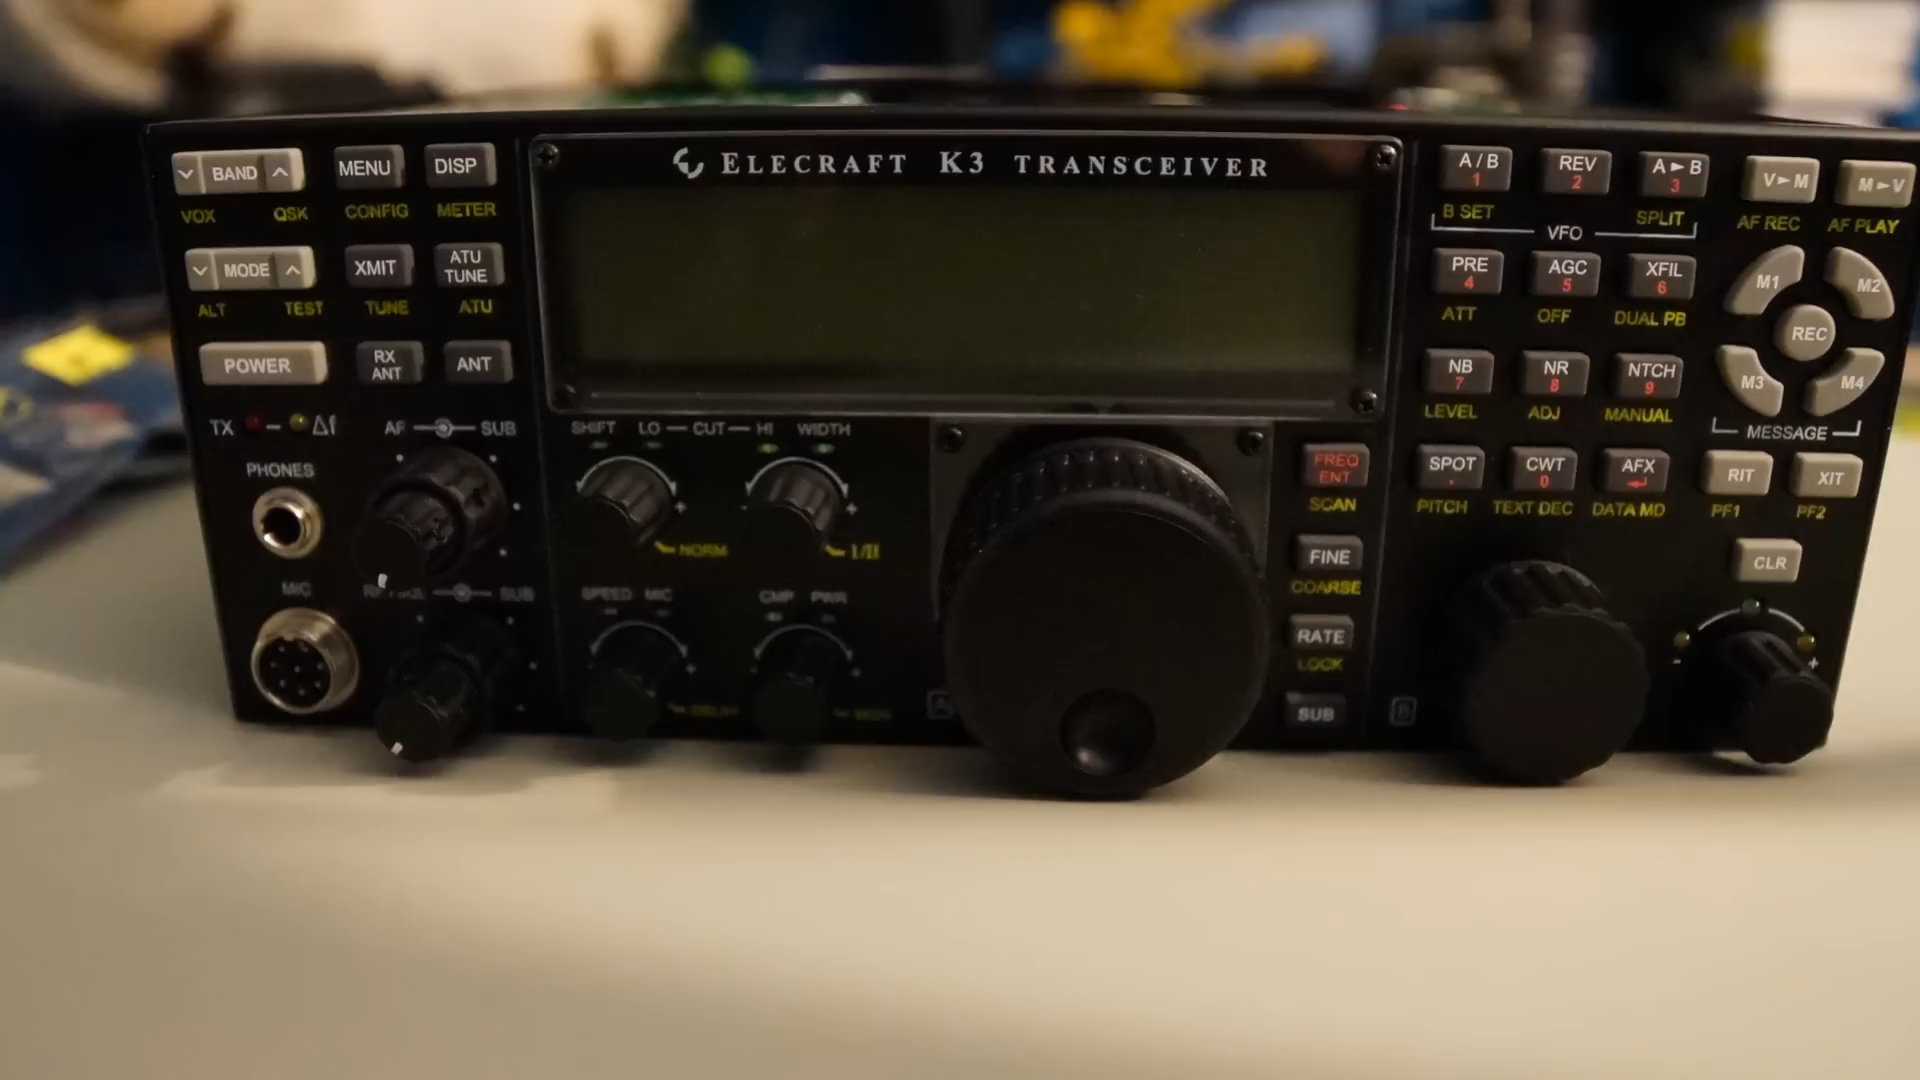 ELECRAFT K3 TRANSCEIVER
BAND MENU DISP
VOX QSK CONFIG METER
MODE XMIT ATU TUNE
ALT TEST TUNE ATU
POWER RX ANT ANT
TX Δf AF SUB
PHONES
MIC
SUB
SHIFT LO CUT HI WIDTH
NORM I/II
SPEED MIC CMP PWR
A
FREQ ENT
SCAN
FINE
COARSE
RATE
LOCK
SUB
B
A/B REV A►B
1 2 3
B SET SPLIT
VFO
PRE AGC XFIL
4 5 6
ATT OFF DUAL PB
NB NR NTCH
7 8 9
LEVEL ADJ MANUAL
SPOT CWT AFX
. 0
PITCH TEXT DEC DATA MD
V►M M►V
AF REC AF PLAY
M1 M2
REC
M3 M4
MESSAGE
RIT XIT
PF1 PF2
CLR
- +